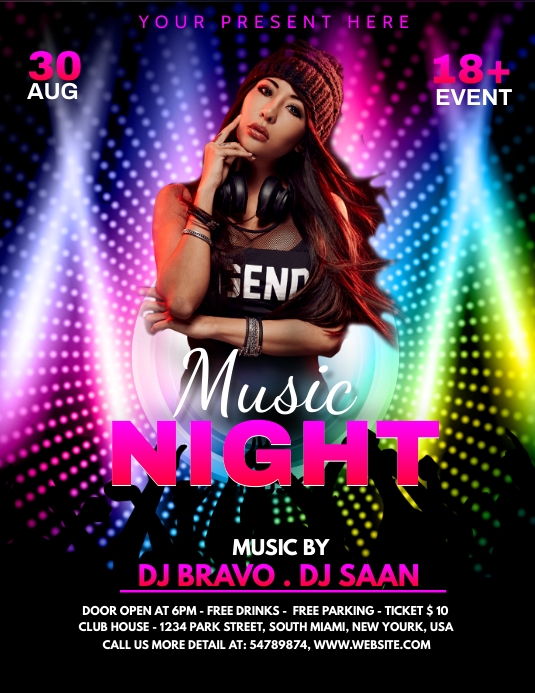 YOUR PRESENT HERE
30
AUG
18+
EVENT
GEND
Music
NIGHT
MUSIC BY
DJ BRAVO . DJ SAAN
DOOR OPEN AT 6PM - FREE DRINKS - FREE PARKING - TICKET $ 10
CLUB HOUSE - 1234 PARK STREET, SOUTH MIAMI, NEW YOURK, USA
CALL US MORE DETAIL AT: 54789874, WWW.WEBSITE.COM